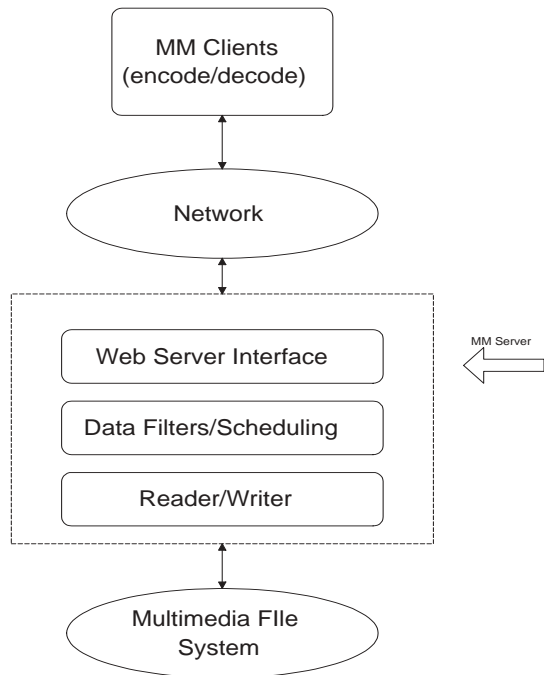 MM Clients
(encode/decode)
Network
MM Server
Web Server Interface
Data Filters/Scheduling
Reader/Writer
Multimedia FIle
System